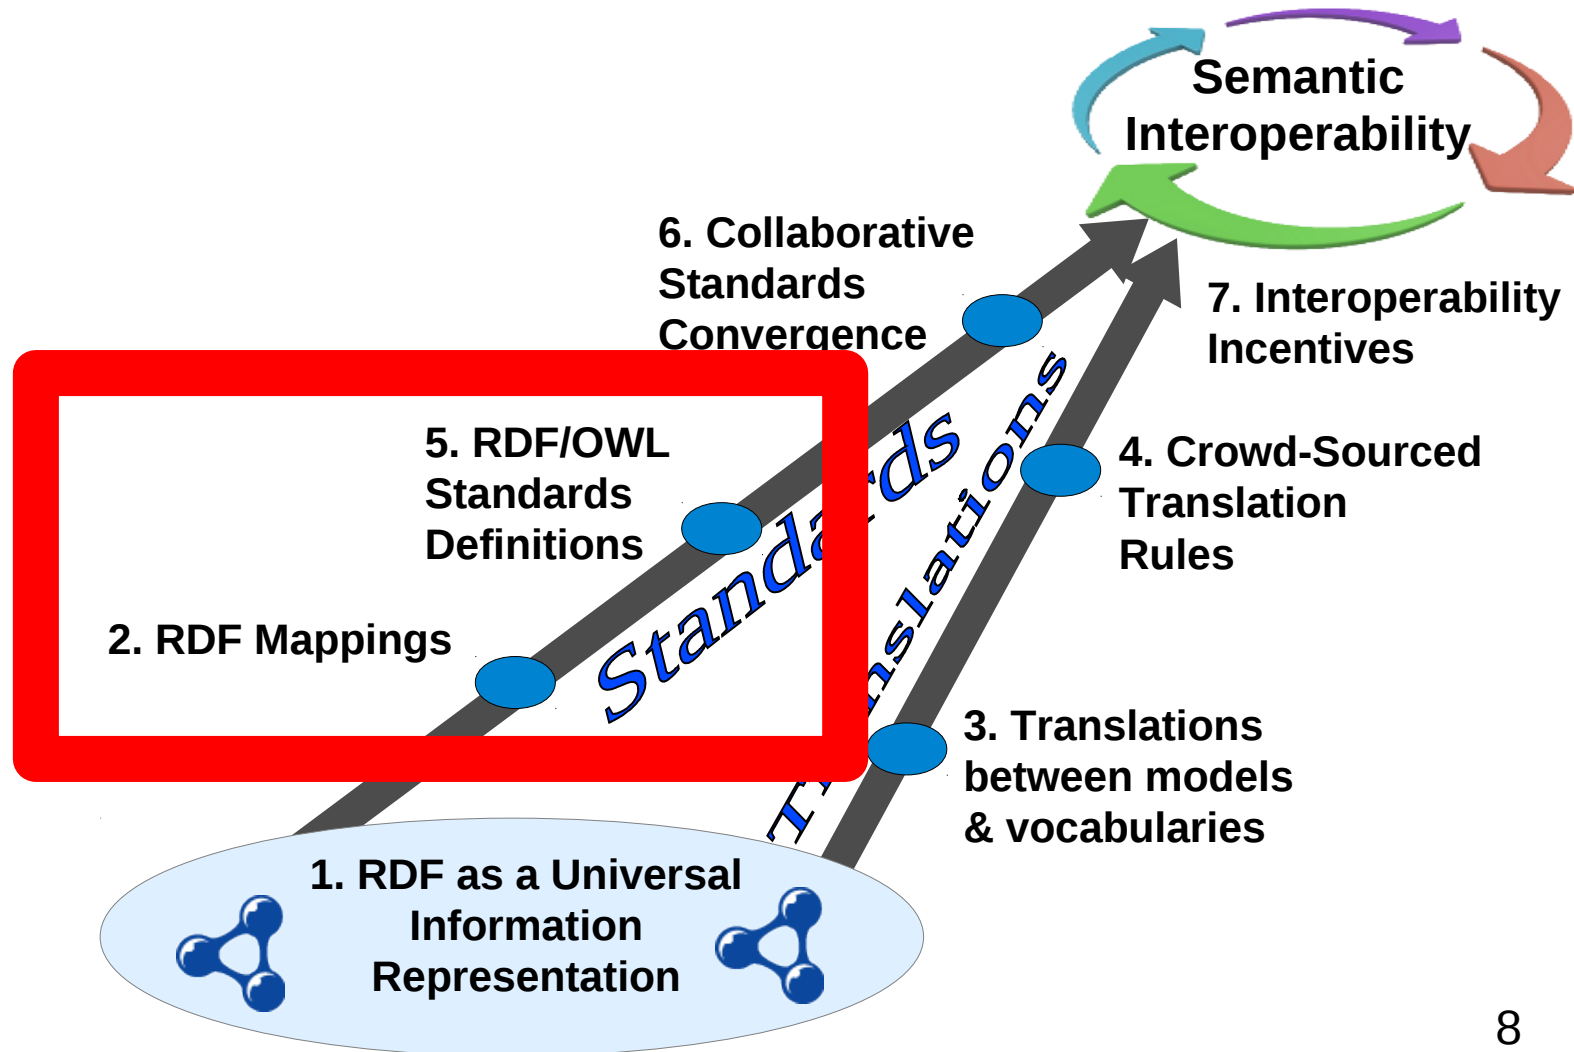 Semantic
Interoperability
6. Collaborative
Standards
Convergence
7. Interoperability
Incentives
5. RDF/OWL
Standards
Definitions
4. Crowd-Sourced
Translation
Rules
Standards
Translations
2. RDF Mappings
3. Translations
between models
& vocabularies
1. RDF as a Universal
Information
Representation
8